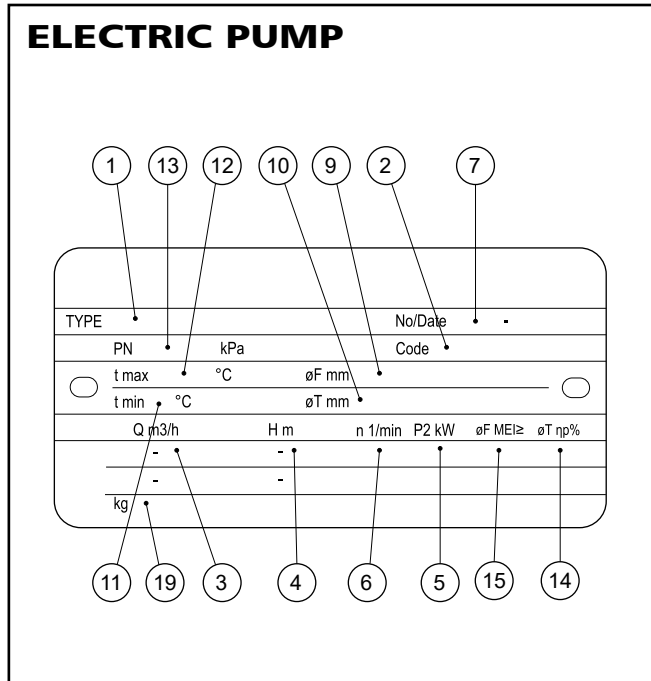 ELECTRIC PUMP
1 13 12 10 9 2 7
TYPE No/Date -
PN kPa Code
t max °C øF mm
t min °C øT mm
Q m3/h H m n 1/min P2 kW øF MEI≥ øT ηp%
- -
- -
kg
11 19 3 4 6 5 15 14